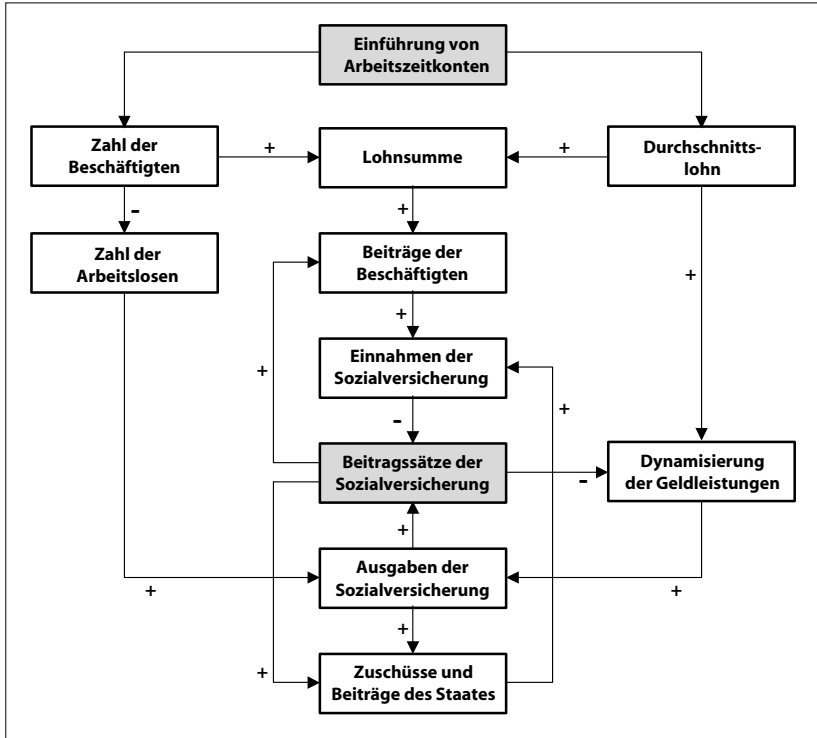 Einführung von
Arbeitszeitkonten
Zahl der
Beschäftigten
+
Lohnsumme
+
Durchschnitts-
lohn
-
+
Zahl der
Arbeitslosen
Beiträge der
Beschäftigten
+
+
Einnahmen der
Sozialversicherung
+
+
-
Beitragssätze der
Sozialversicherung
-
Dynamisierung
der Geldleistungen
+
Ausgaben der
Sozialversicherung
+
+
+
Zuschüsse und
Beiträge des Staates
+